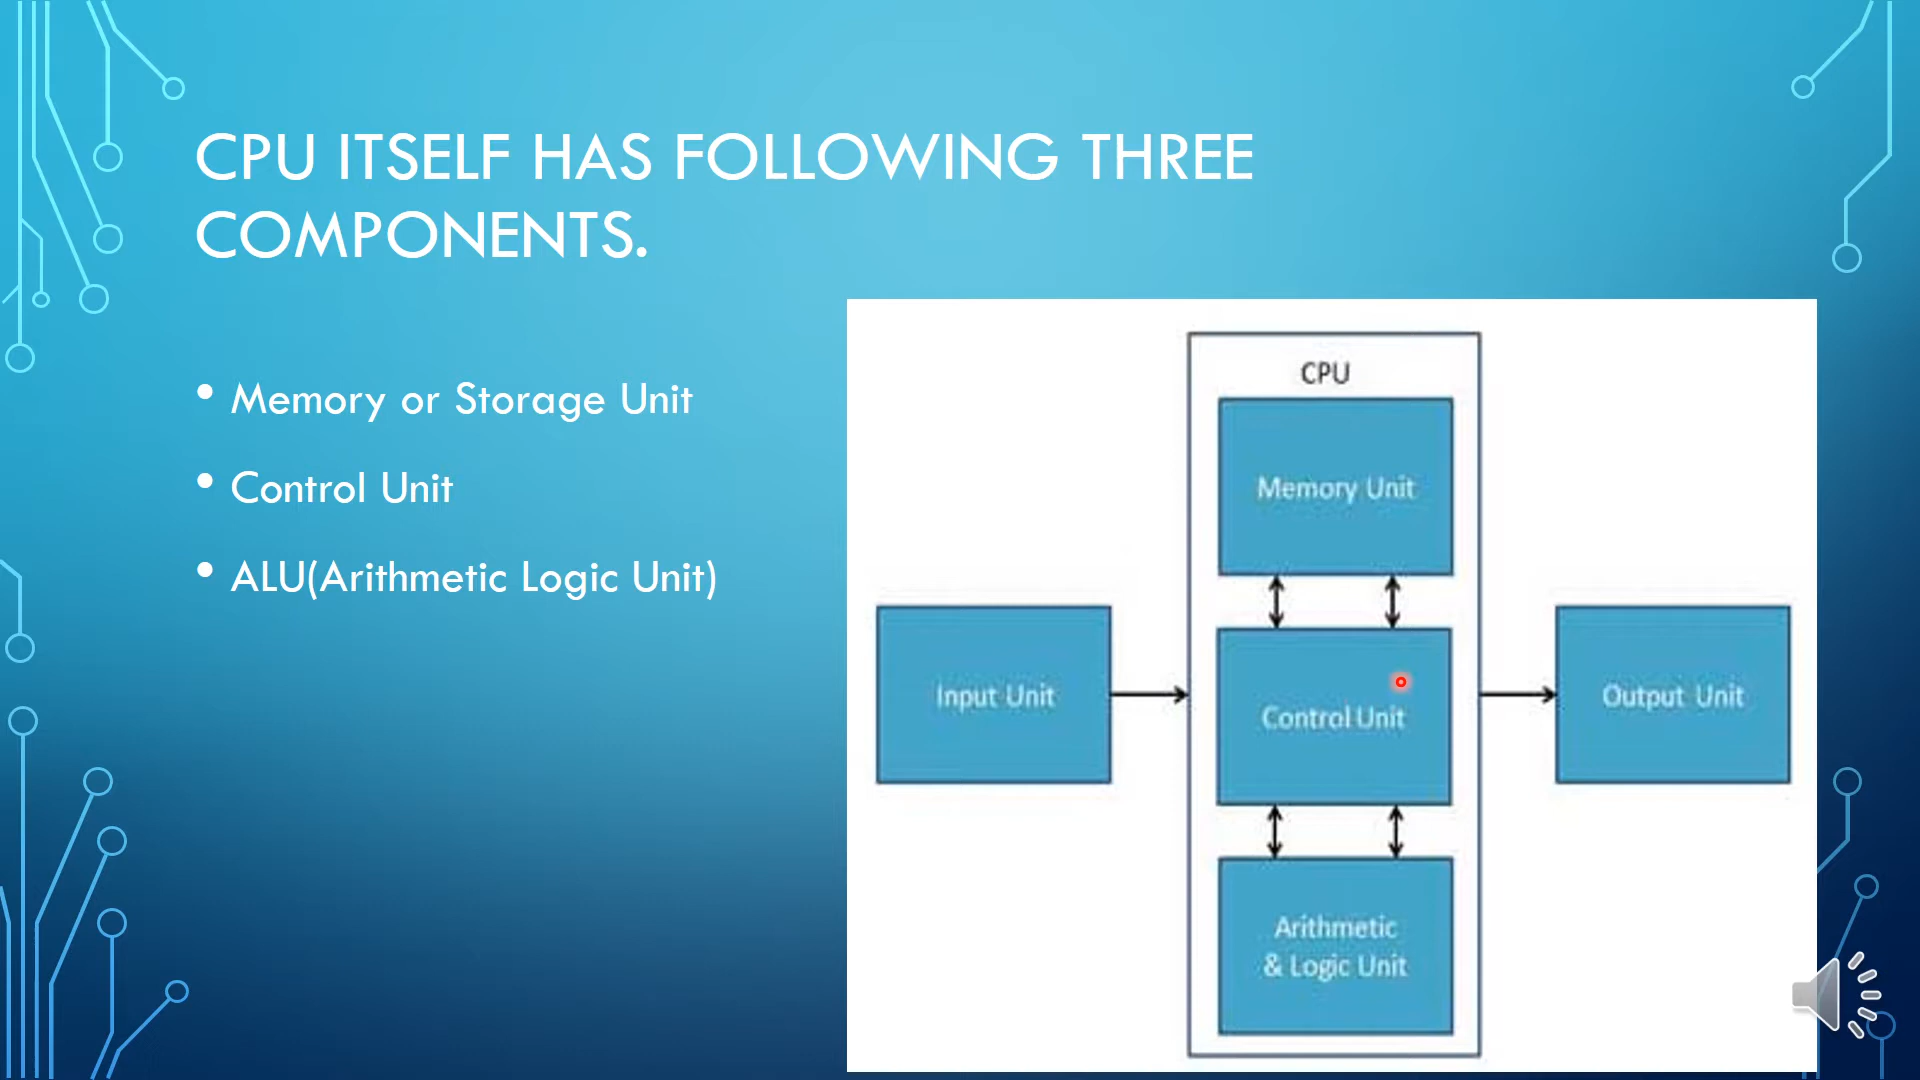 CPU ITSELF HAS FOLLOWING THREE
COMPONENTS.
• Memory or Storage Unit
• Control Unit
• ALU(Arithmetic Logic Unit)
CPU
Memory Unit
Input Unit
Control Unit
Output Unit
Arithmetic
& Logic Unit